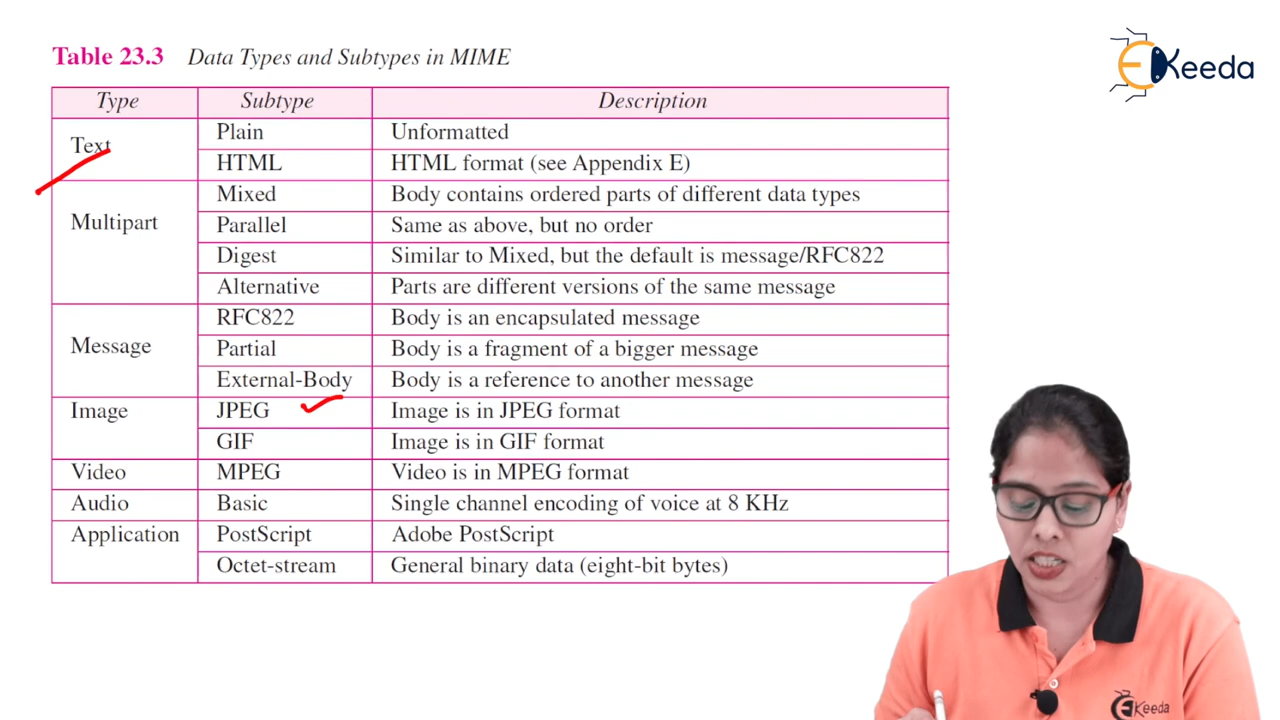 Table 23.3 Data Types and Subtypes in MIME
EKeeda
Type Subtype Description
Text Plain Unformatted
HTML HTML format (see Appendix E)
Multipart Mixed Body contains ordered parts of different data types
Parallel Same as above, but no order
Digest Similar to Mixed, but the default is message/RFC822
Alternative Parts are different versions of the same message
Message RFC822 Body is an encapsulated message
Partial Body is a fragment of a bigger message
External-Body Body is a reference to another message
Image JPEG Image is in JPEG format
GIF Image is in GIF format
Video MPEG Video is in MPEG format
Audio Basic Single channel encoding of voice at 8 KHz
Application PostScript Adobe PostScript
Octet-stream General binary data (eight-bit bytes)
EKeeda